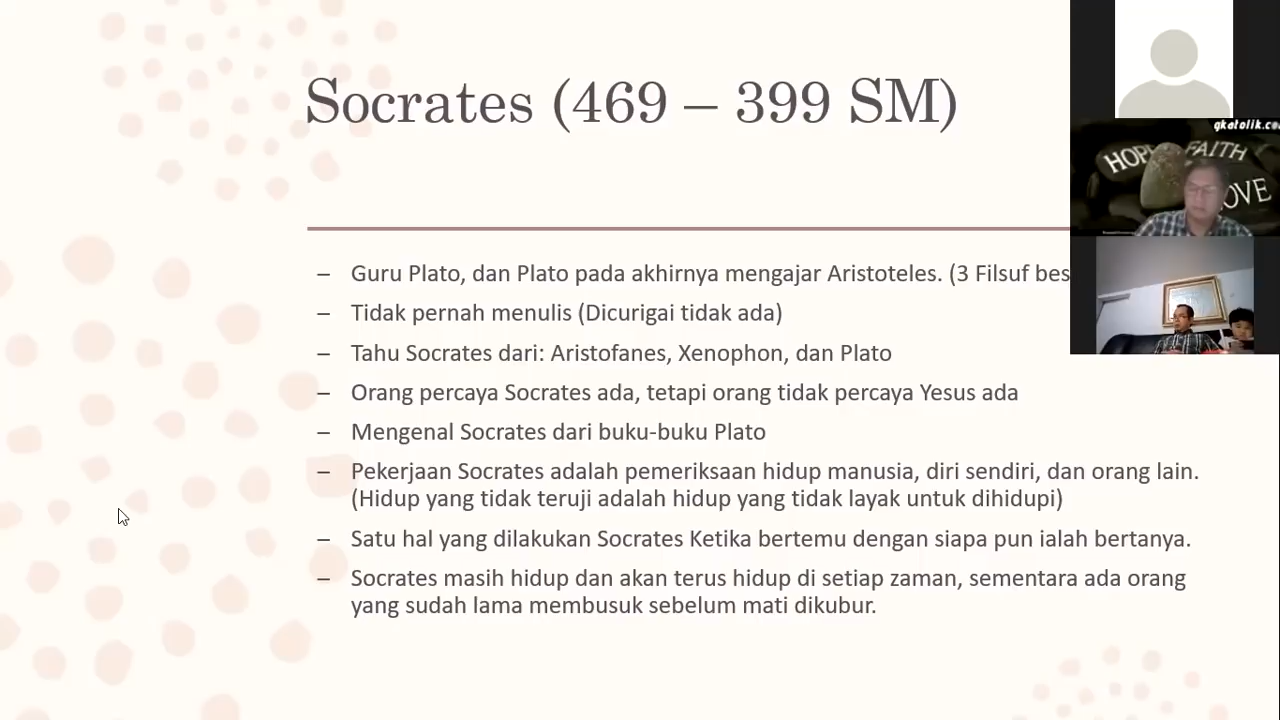 Socrates (469 – 399 SM)
– Guru Plato, dan Plato pada akhirnya mengajar Aristoteles. (3 Filsuf bes
– Tidak pernah menulis (Dicurigai tidak ada)
– Tahu Socrates dari: Aristofanes, Xenophon, dan Plato
– Orang percaya Socrates ada, tetapi orang tidak percaya Yesus ada
– Mengenal Socrates dari buku-buku Plato
– Pekerjaan Socrates adalah pemeriksaan hidup manusia, diri sendiri, dan orang lain.
(Hidup yang tidak teruji adalah hidup yang tidak layak untuk dihidupi)
– Satu hal yang dilakukan Socrates Ketika bertemu dengan siapa pun ialah bertanya.
– Socrates masih hidup dan akan terus hidup di setiap zaman, sementara ada orang
yang sudah lama membusuk sebelum mati dikubur.
gkatolik.co
HOP FAITH
OVE